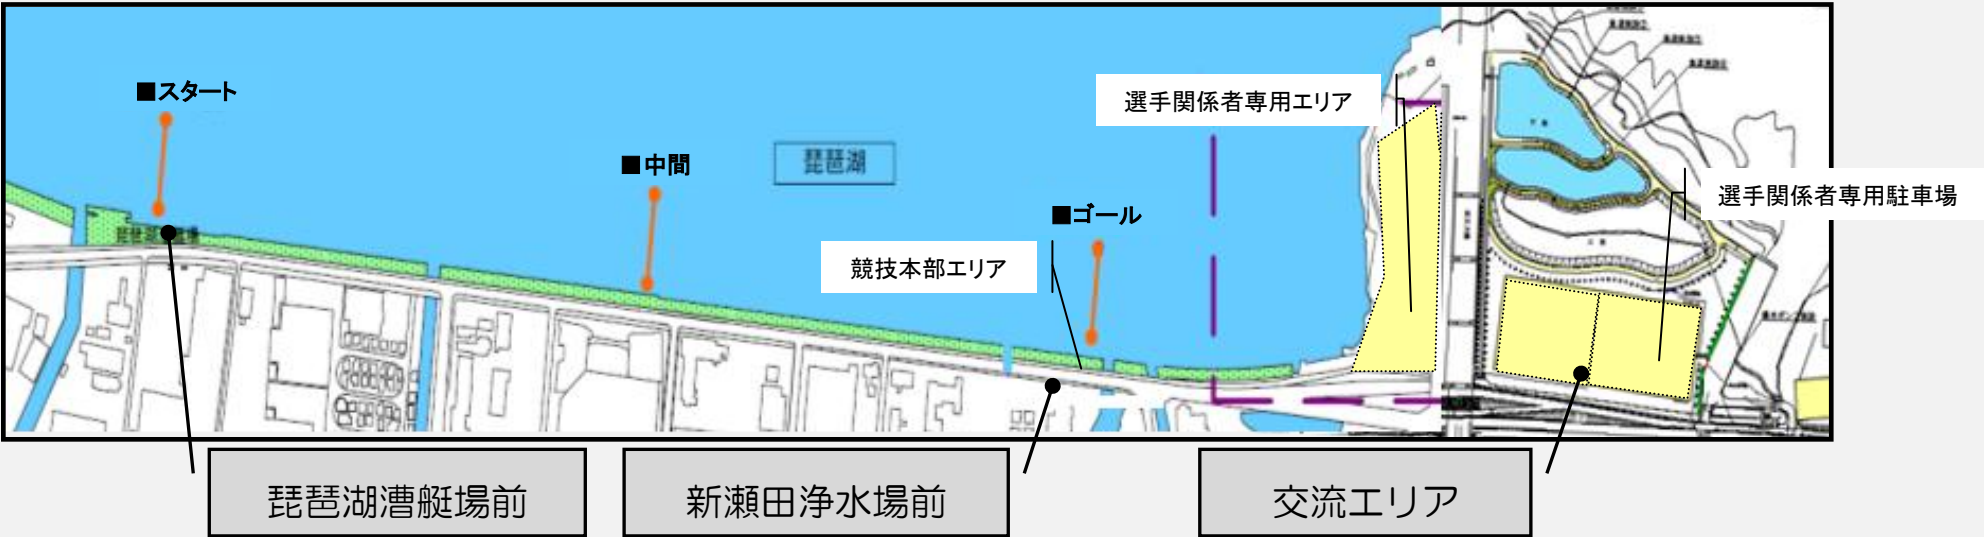 ■スタート
■中間
琵琶湖
選手関係者専用エリア
選手関係者専用駐車場
■ゴール
競技本部エリア
琵琶湖漕艇場前
新瀬田浄水場前
交流エリア